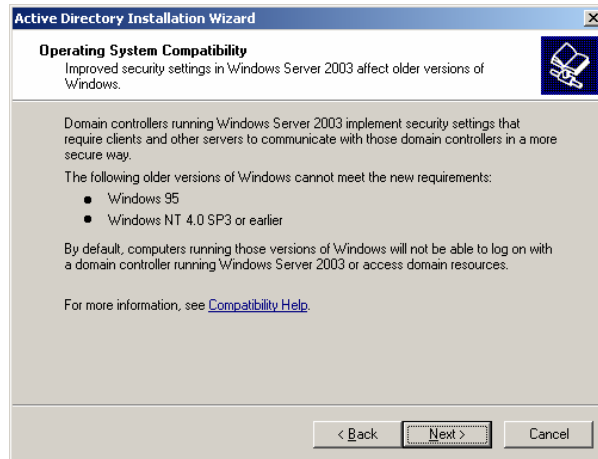 Active Directory Installation Wizard
Operating System Compatibility
Improved security settings in Windows Server 2003 affect older versions of
Windows.
Domain controllers running Windows Server 2003 implement security settings that
require clients and other servers to communicate with those domain controllers in a more
secure way.
The following older versions of Windows cannot meet the new requirements:
● Windows 95
● Windows NT 4.0 SP3 or earlier
By default, computers running those versions of Windows will not be able to log on with
a domain controller running Windows Server 2003 or access domain resources.
For more information, see Compatibility Help.
< Back Next > Cancel